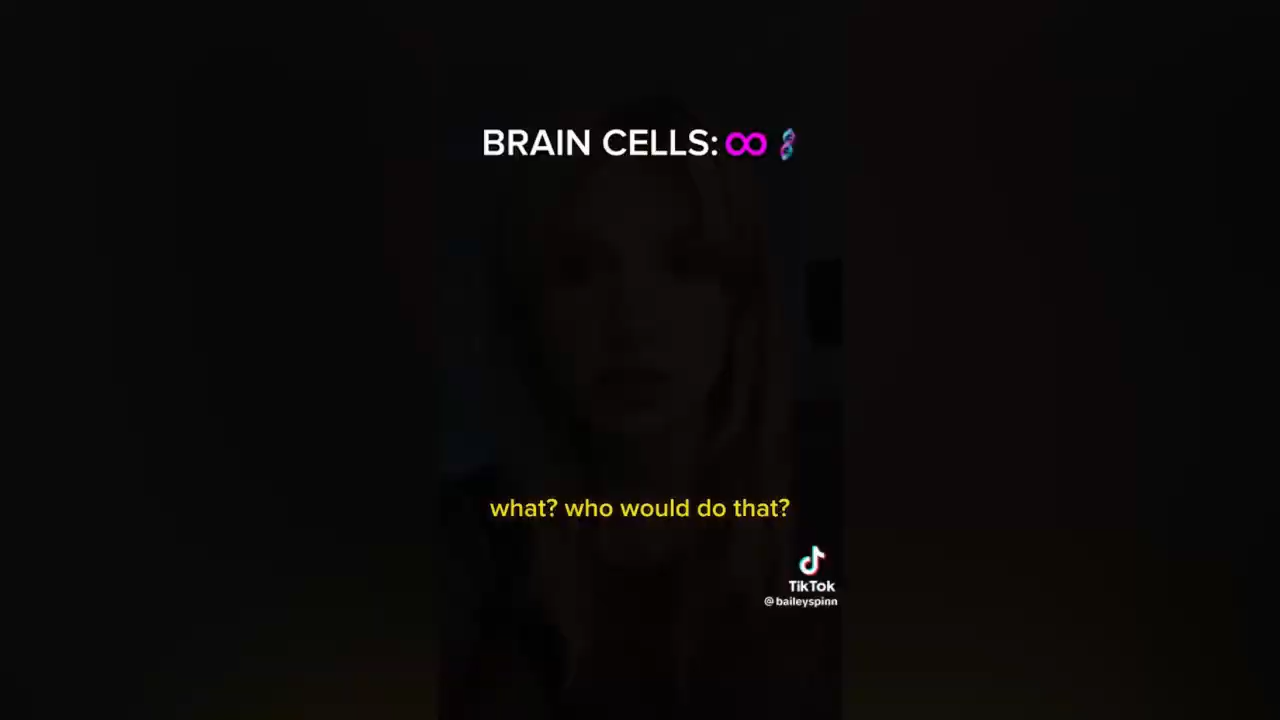 BRAIN CELLS: ∞ 🧬
what? who would do that?
TikTok
@baileyspinn